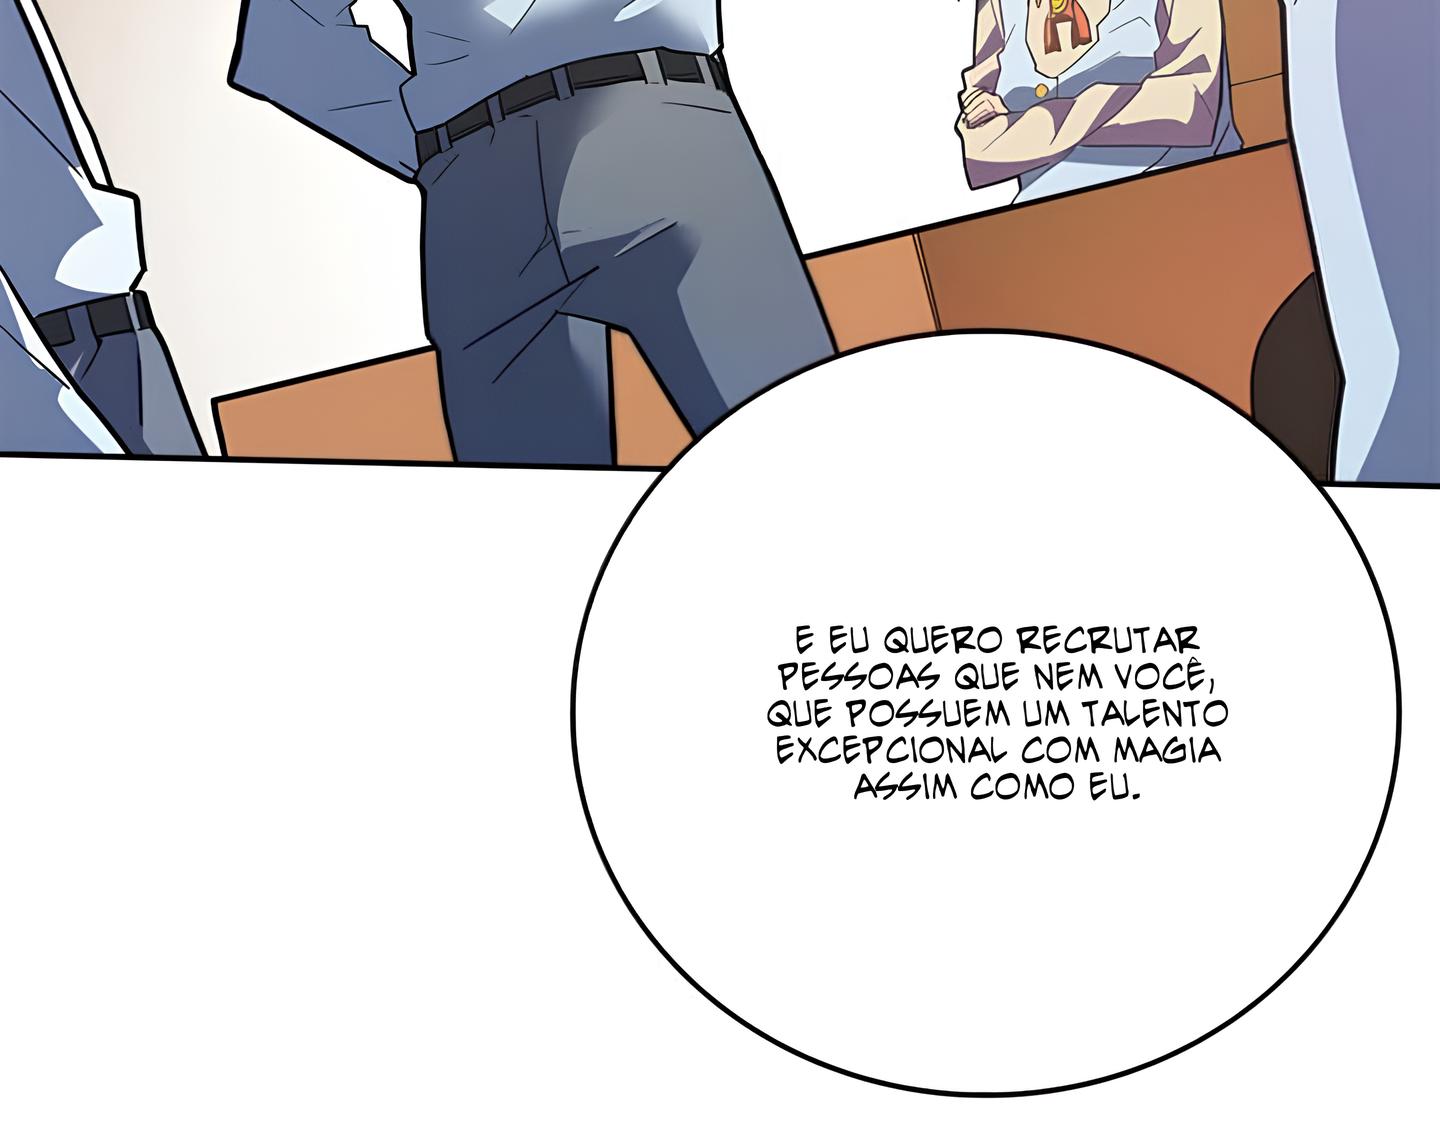 E EU QUERO RECRUTAR
PESSOAS QUE NEM VOCÊ,
QUE POSSUEM UM TALENTO
EXCEPCIONAL COM MAGIA
ASSIM COMO EU.